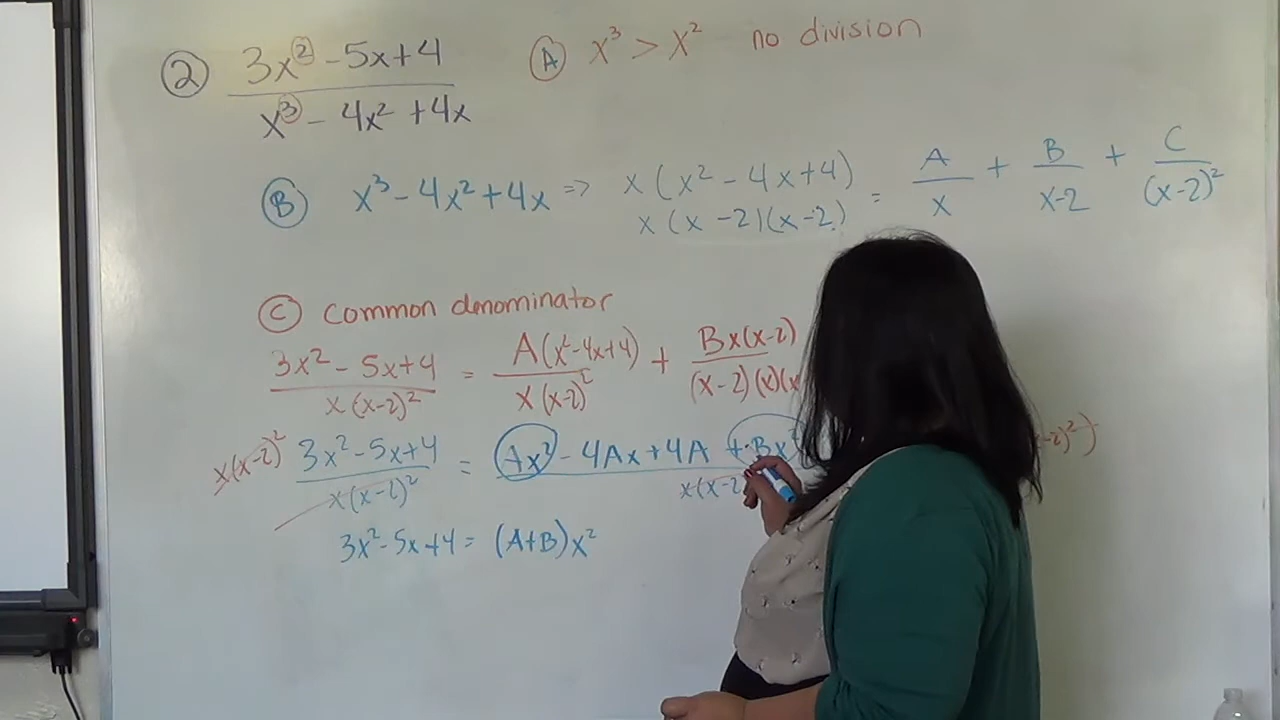 ② 3x² - 5x + 4 / x³ - 4x² + 4x
Ⓐ x³ > x² no division
Ⓑ x³ - 4x² + 4x => x(x² - 4x + 4)
x(x - 2)(x - 2) = A/x + B/x-2 + C/(x-2)²
Ⓒ common denominator
3x² - 5x + 4 / x(x-2)² = A(x² - 4x + 4) / x(x-2)² + Bx(x-2) / (x-2)(x)(x
x(x-2)² 3x² - 5x + 4 / x(x-2)² = Ax² - 4Ax + 4A + Bx² / x(x-2 -2)²)
3x² - 5x + 4 = (A+B)x²